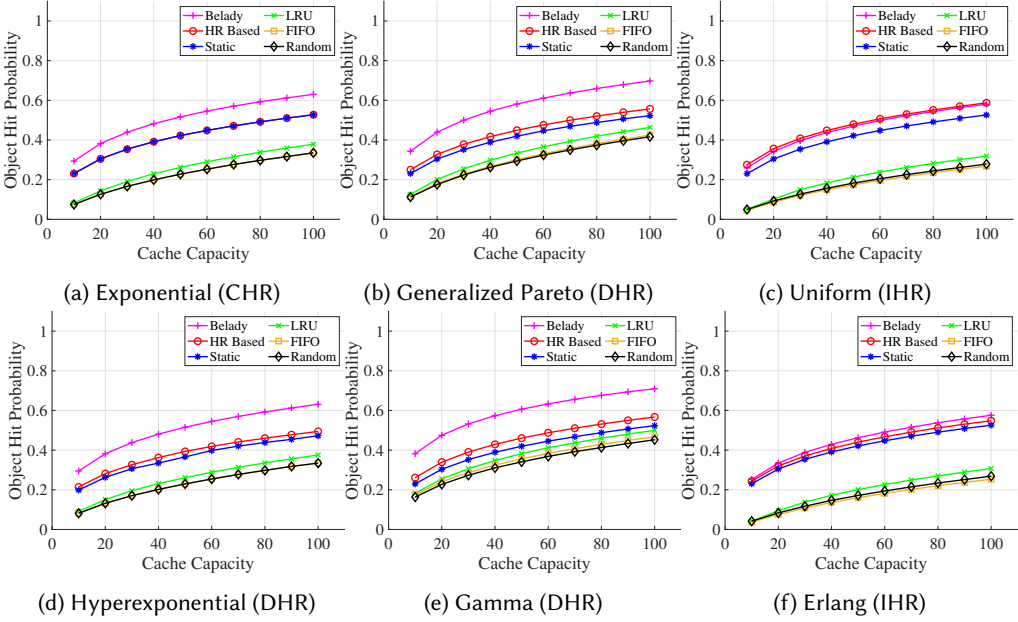 Object Hit Probability
1
0.8
0.6
0.4
0.2
0
Belady LRU
HR Based FIFO
Static Random
20 40 60 80 100
Cache Capacity
(a) Exponential (CHR)
Object Hit Probability
1
0.8
0.6
0.4
0.2
0
Belady LRU
HR Based FIFO
Static Random
20 40 60 80 100
Cache Capacity
(b) Generalized Pareto (DHR)
Object Hit Probability
1
0.8
0.6
0.4
0.2
0
Belady LRU
HR Based FIFO
Static Random
20 40 60 80 100
Cache Capacity
(c) Uniform (IHR)
Object Hit Probability
1
0.8
0.6
0.4
0.2
0
Belady LRU
HR Based FIFO
Static Random
0 20 40 60 80 100
Cache Capacity
(d) Hyperexponential (DHR)
Object Hit Probability
1
0.8
0.6
0.4
0.2
0
Belady LRU
HR Based FIFO
Static Random
0 20 40 60 80 100
Cache Capacity
(e) Gamma (DHR)
Object Hit Probability
1
0.8
0.6
0.4
0.2
0
Belady LRU
HR Based FIFO
Static Random
0 20 40 60 80 100
Cache Capacity
(f) Erlang (IHR)